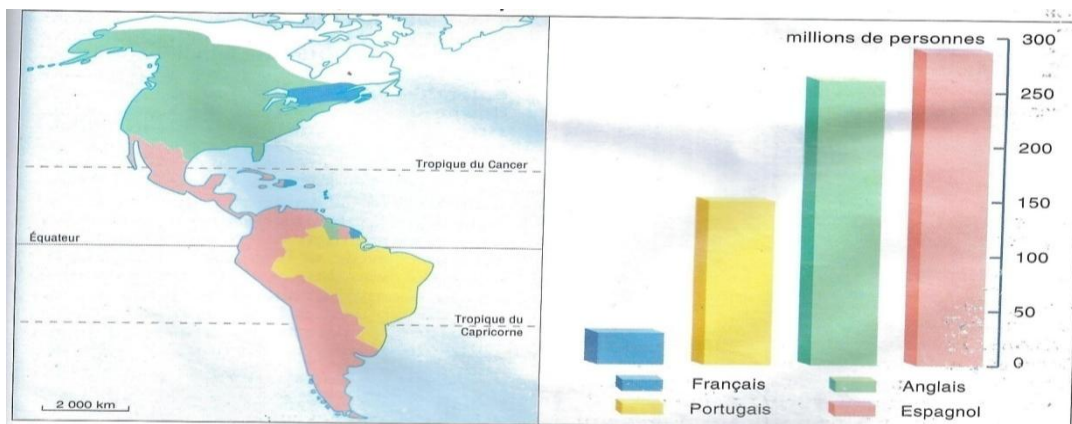 Tropique du Cancer
Équateur
Tropique du
Capricorne
2 000 km
millions de personnes
300
250
200
150
100
50
0
Français
Anglais
Portugais
Espagnol